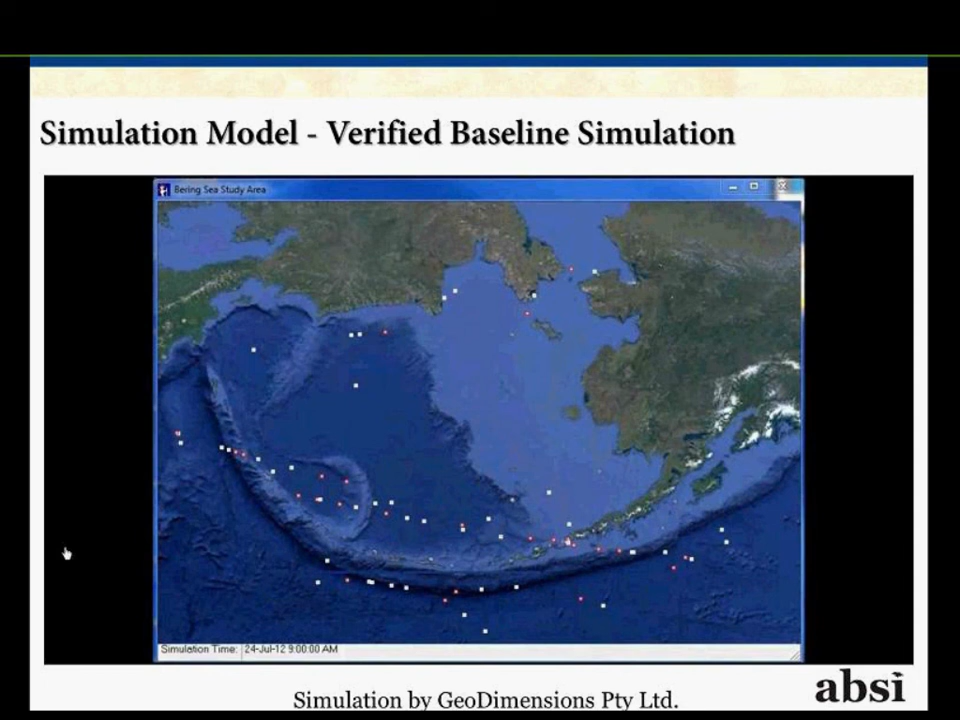 Simulation Model - Verified Baseline Simulation
Bering Sea Study Area
Simulation Time: 24-Jul-12 9:00:00 AM
Simulation by GeoDimensions Pty Ltd.
absi